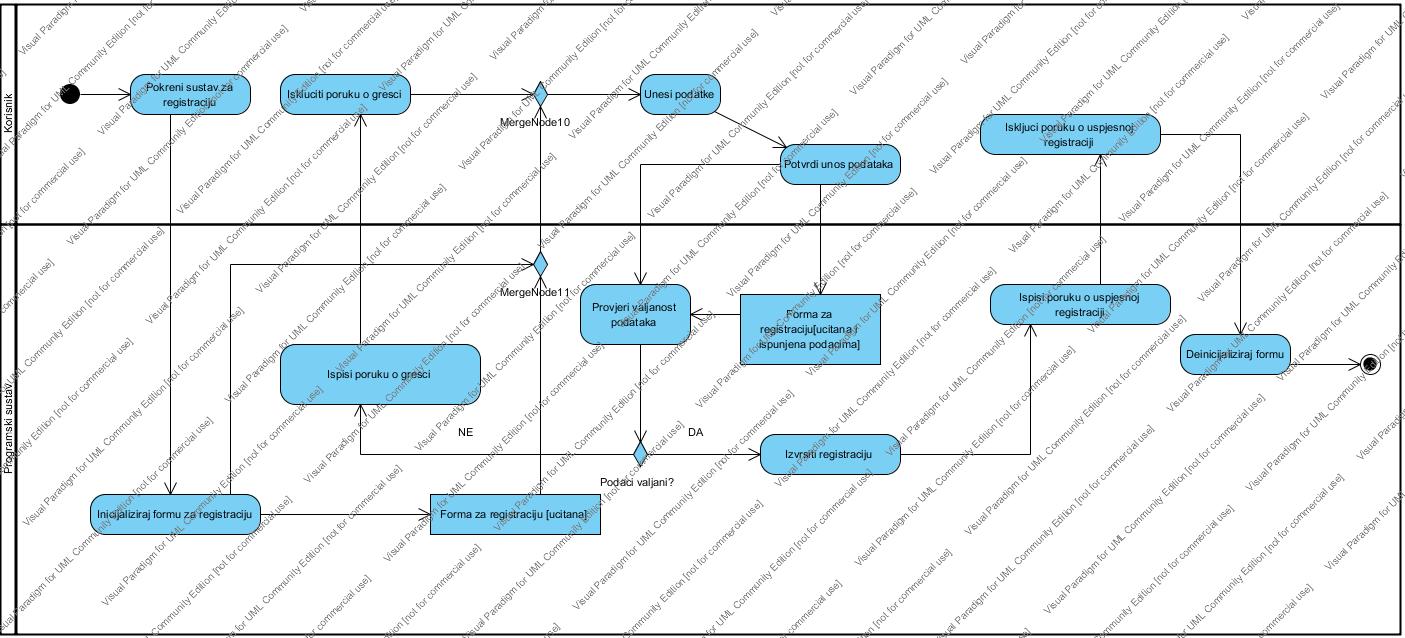 Korisnik
Pokreni sustav za
registraciju
Iskluciti poruku o gresci
MergeNode10
Unesi podatke
Potvrdi unos podataka
Iskljuci poruku o uspjesnoj
registraciji
Programski sustav
MergeNode11
Provjeri valjanost
podataka
Forma za
registraciju[ucitana i
ispunjena podacima]
Ispisi poruku o uspjesnoj
registraciji
Deinicijaliziraj formu
Ispisi poruku o gresci
NE
DA
Podaci valjani?
Izvrsiti registraciju
Inicijaliziraj formu za registraciju
Forma za registraciju [ucitana]
Visual Paradigm for UML Community Edition [not for commercial use]